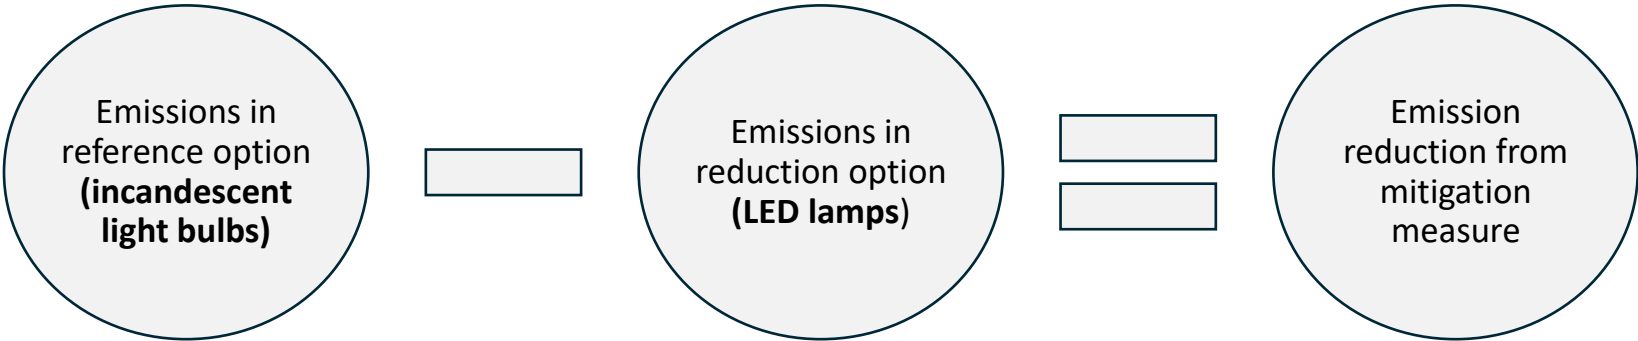 Emissions in
reference option
(incandescent
light bulbs)
Emissions in
reduction option
(LED lamps)
Emission
reduction from
mitigation
measure